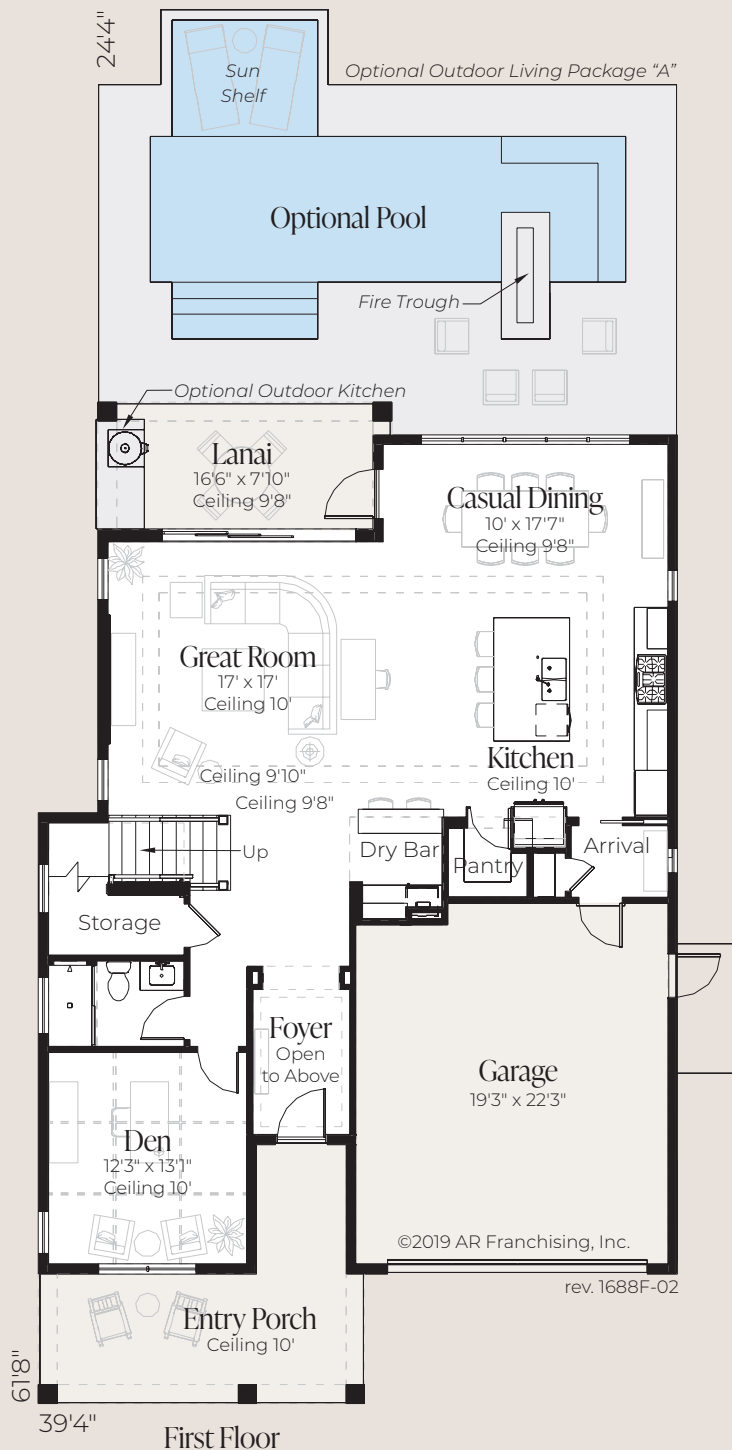 24'4"
Sun
Shelf
Optional Outdoor Living Package “A”
Optional Pool
Fire Trough
Optional Outdoor Kitchen
Lanai
16'6" x 7'10"
Ceiling 9'8"
Casual Dining
10' x 17'7"
Ceiling 9'8"
Great Room
17' x 17'
Ceiling 10'
Ceiling 9'10"
Ceiling 9'8"
Kitchen
Ceiling 10'
Up
Dry Bar
Pantry
Arrival
Storage
Foyer
Open
to Above
Garage
19'3" x 22'3"
Den
12'3" x 13'1"
Ceiling 10'
©2019 AR Franchising, Inc.
rev. 1688F-02
Entry Porch
Ceiling 10'
61'8"
39'4"
First Floor